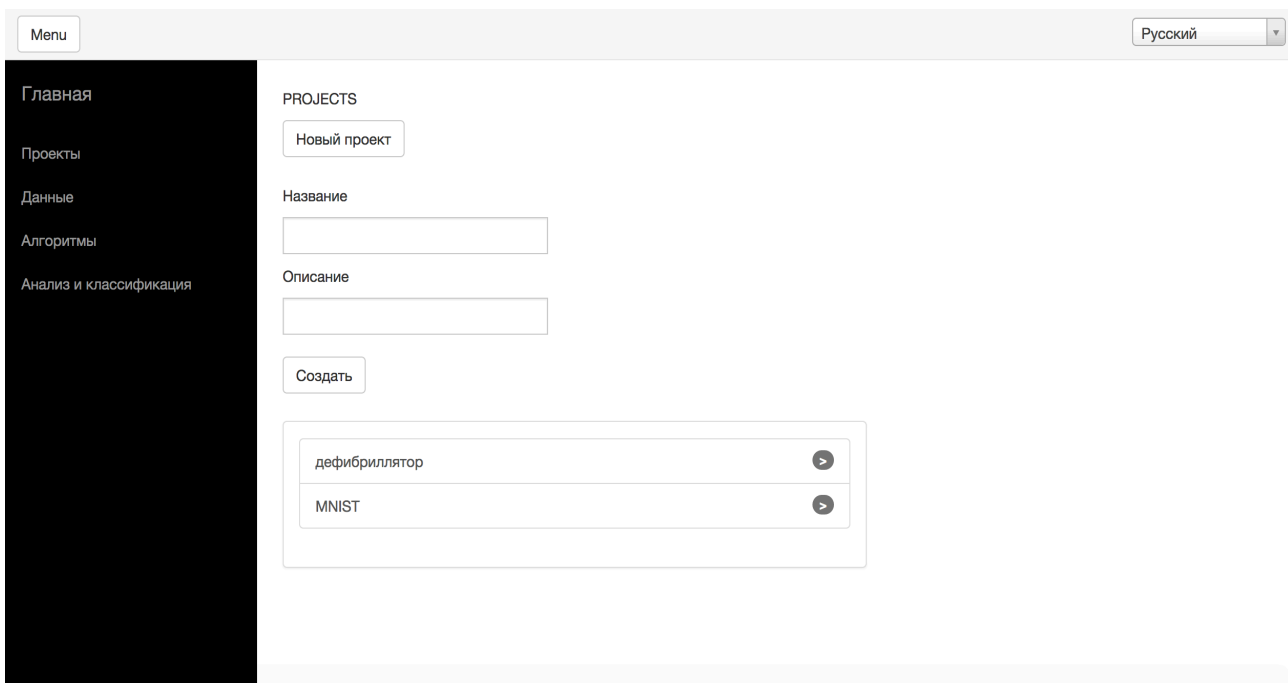 Menu
Русский
Главная
Проекты
Данные
Алгоритмы
Анализ и классификация
PROJECTS
Новый проект
Название
Описание
Создать
дефибриллятор >
MNIST >